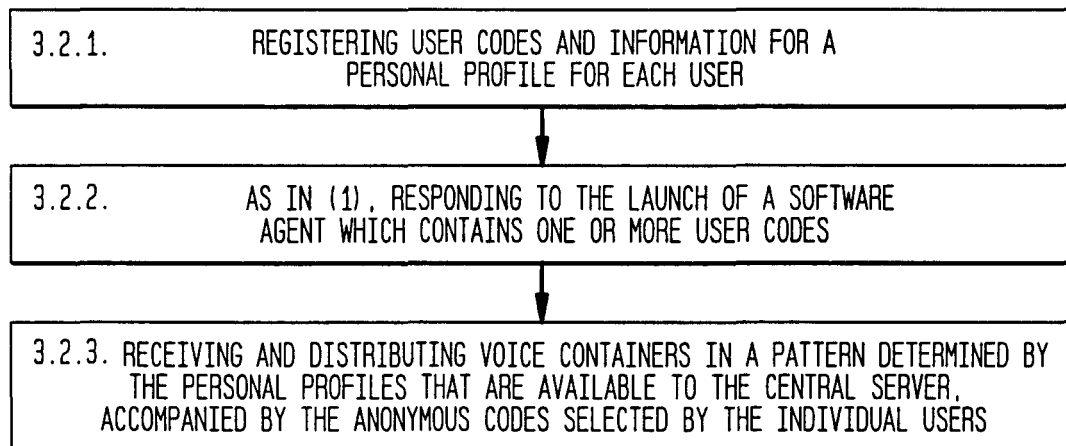 3.2.1. REGISTERING USER CODES AND INFORMATION FOR A
PERSONAL PROFILE FOR EACH USER
3.2.2. AS IN (1), RESPONDING TO THE LAUNCH OF A SOFTWARE
AGENT WHICH CONTAINS ONE OR MORE USER CODES
3.2.3. RECEIVING AND DISTRIBUTING VOICE CONTAINERS IN A PATTERN DETERMINED BY
THE PERSONAL PROFILES THAT ARE AVAILABLE TO THE CENTRAL SERVER,
ACCOMPANIED BY THE ANONYMOUS CODES SELECTED BY THE INDIVIDUAL USERS